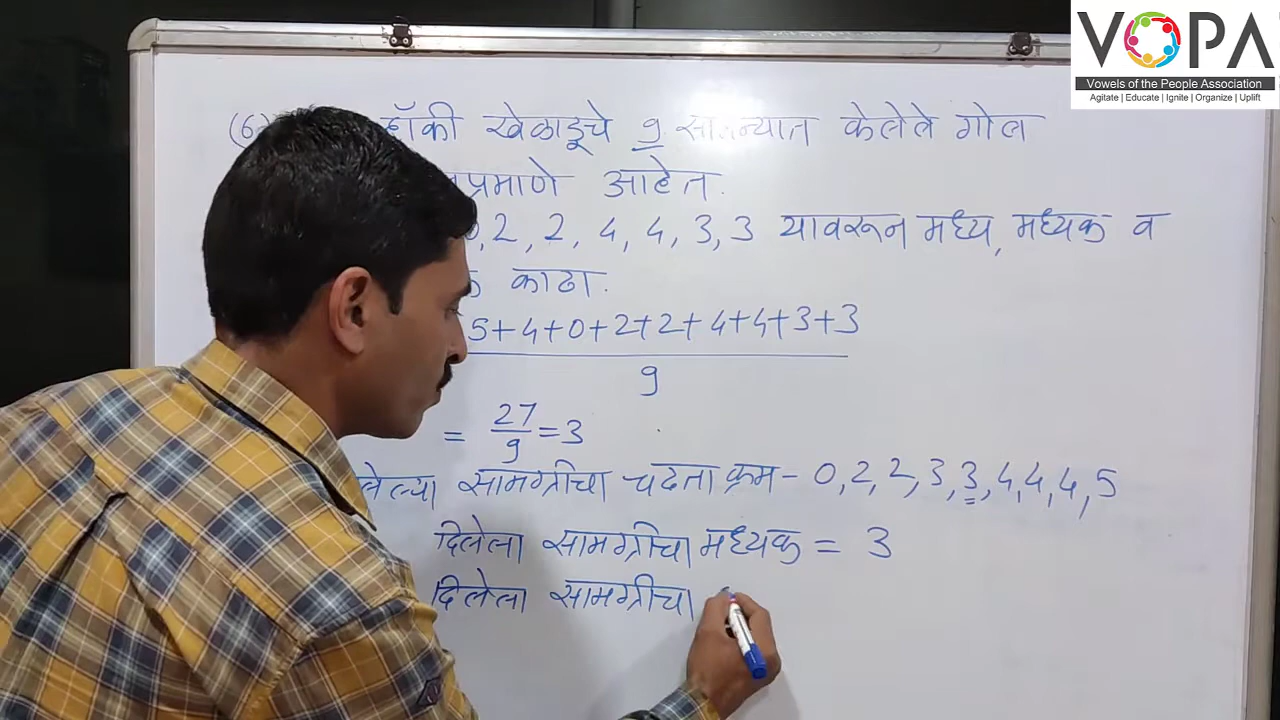 VOPA
Vowels of the People Association
Agitate | Educate | Ignite | Organize | Uplift
(6) हॉकी खेळाडूचे 9 सामन्यात केलेले गोल
प्रमाणे आहेत.
0, 2, 2, 4, 4, 3, 3 यावरून मध्य, मध्यक व
काढा.
5+4+0+2+2+4+4+3+3
9
= 27/9 = 3
लेल्या सामग्रीचा चढता क्रम - 0, 2, 2, 3, 3, 4, 4, 4, 5
दिलेला सामग्रीचा मध्यक = 3
दिलेला सामग्रीचा